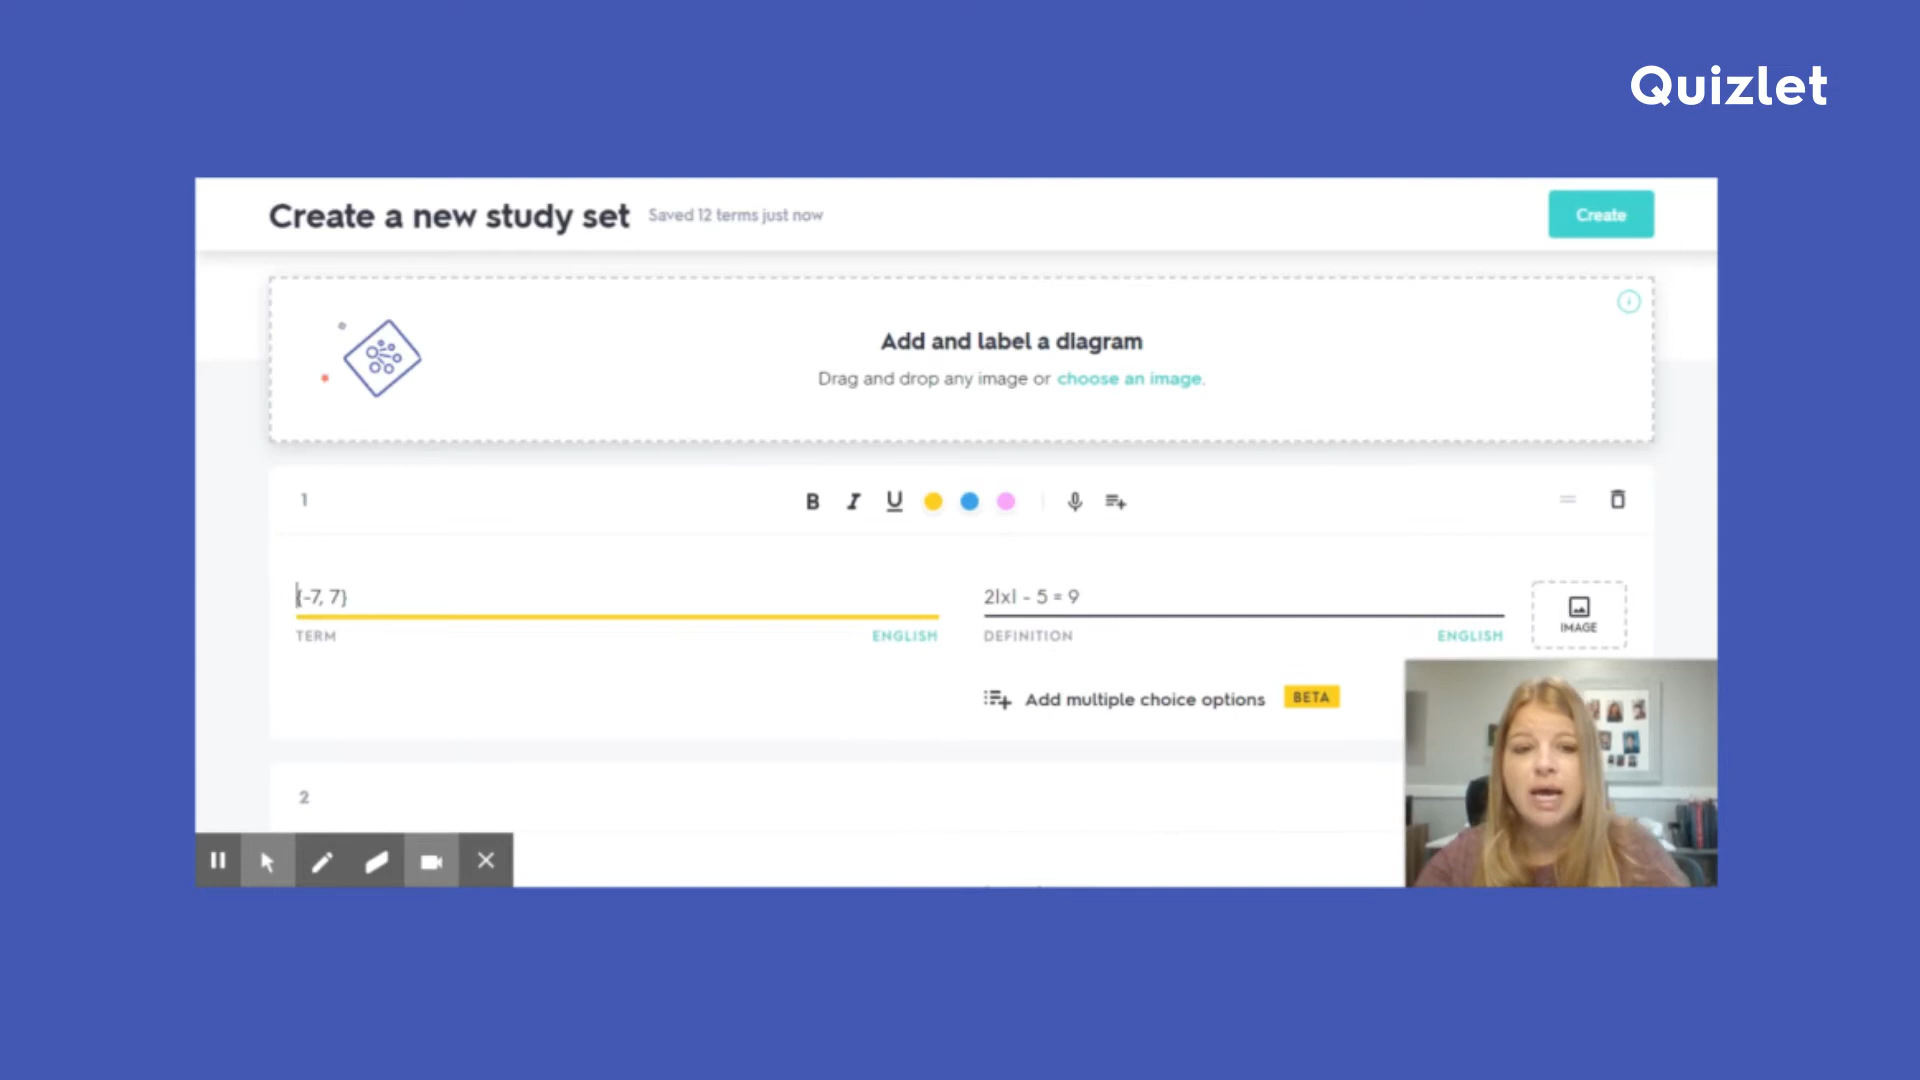 Quizlet
Create a new study set Saved 12 terms just now
Create
Add and label a diagram
Drag and drop any image or choose an image.
1
B I U
{-7, 7}
2|x| - 5 = 9
TERM ENGLISH
DEFINITION ENGLISH
IMAGE
Add multiple choice options BETA
2